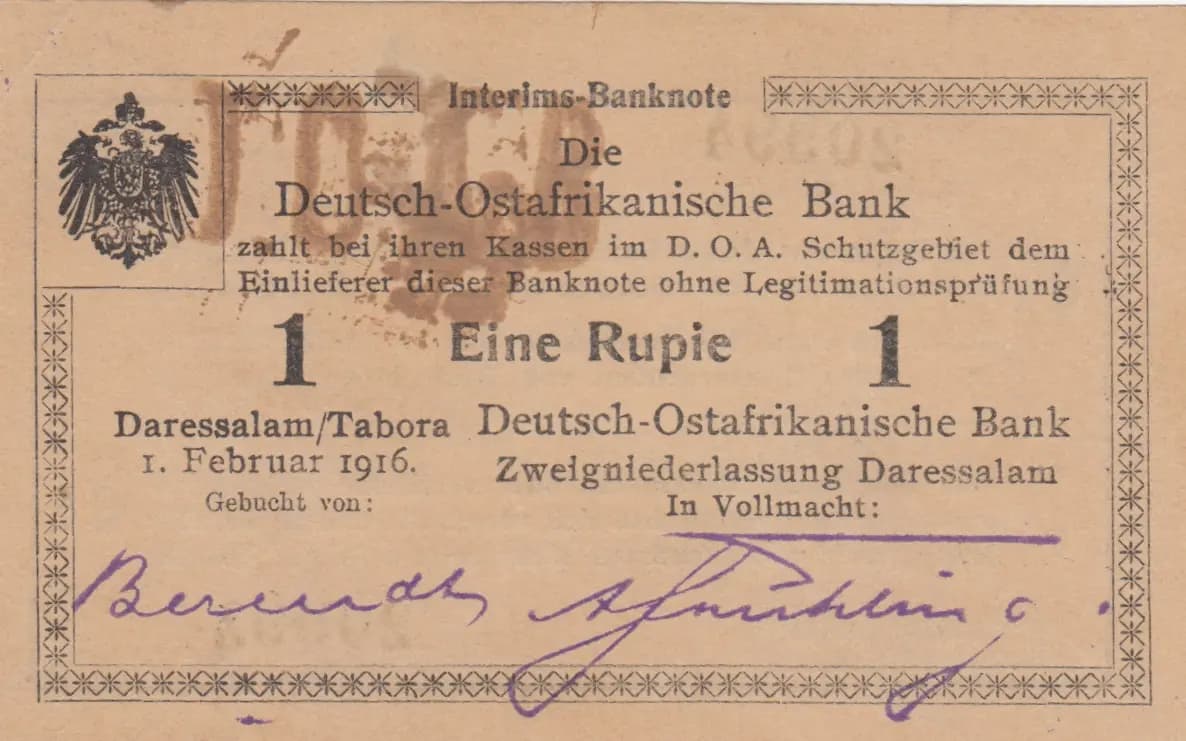 Interims-Banknote
Die
Deutsch-Ostafrikanische Bank
zahlt bei ihren Kassen im D. O. A. Schutzgebiet dem
Einlieferer dieser Banknote ohne Legitimationsprüfung
1 Eine Rupie 1
Daressalam/Tabora
1. Februar 1916.
Gebucht von:
Deutsch-Ostafrikanische Bank
Zweigniederlassung Daressalam
In Vollmacht:
Berendt